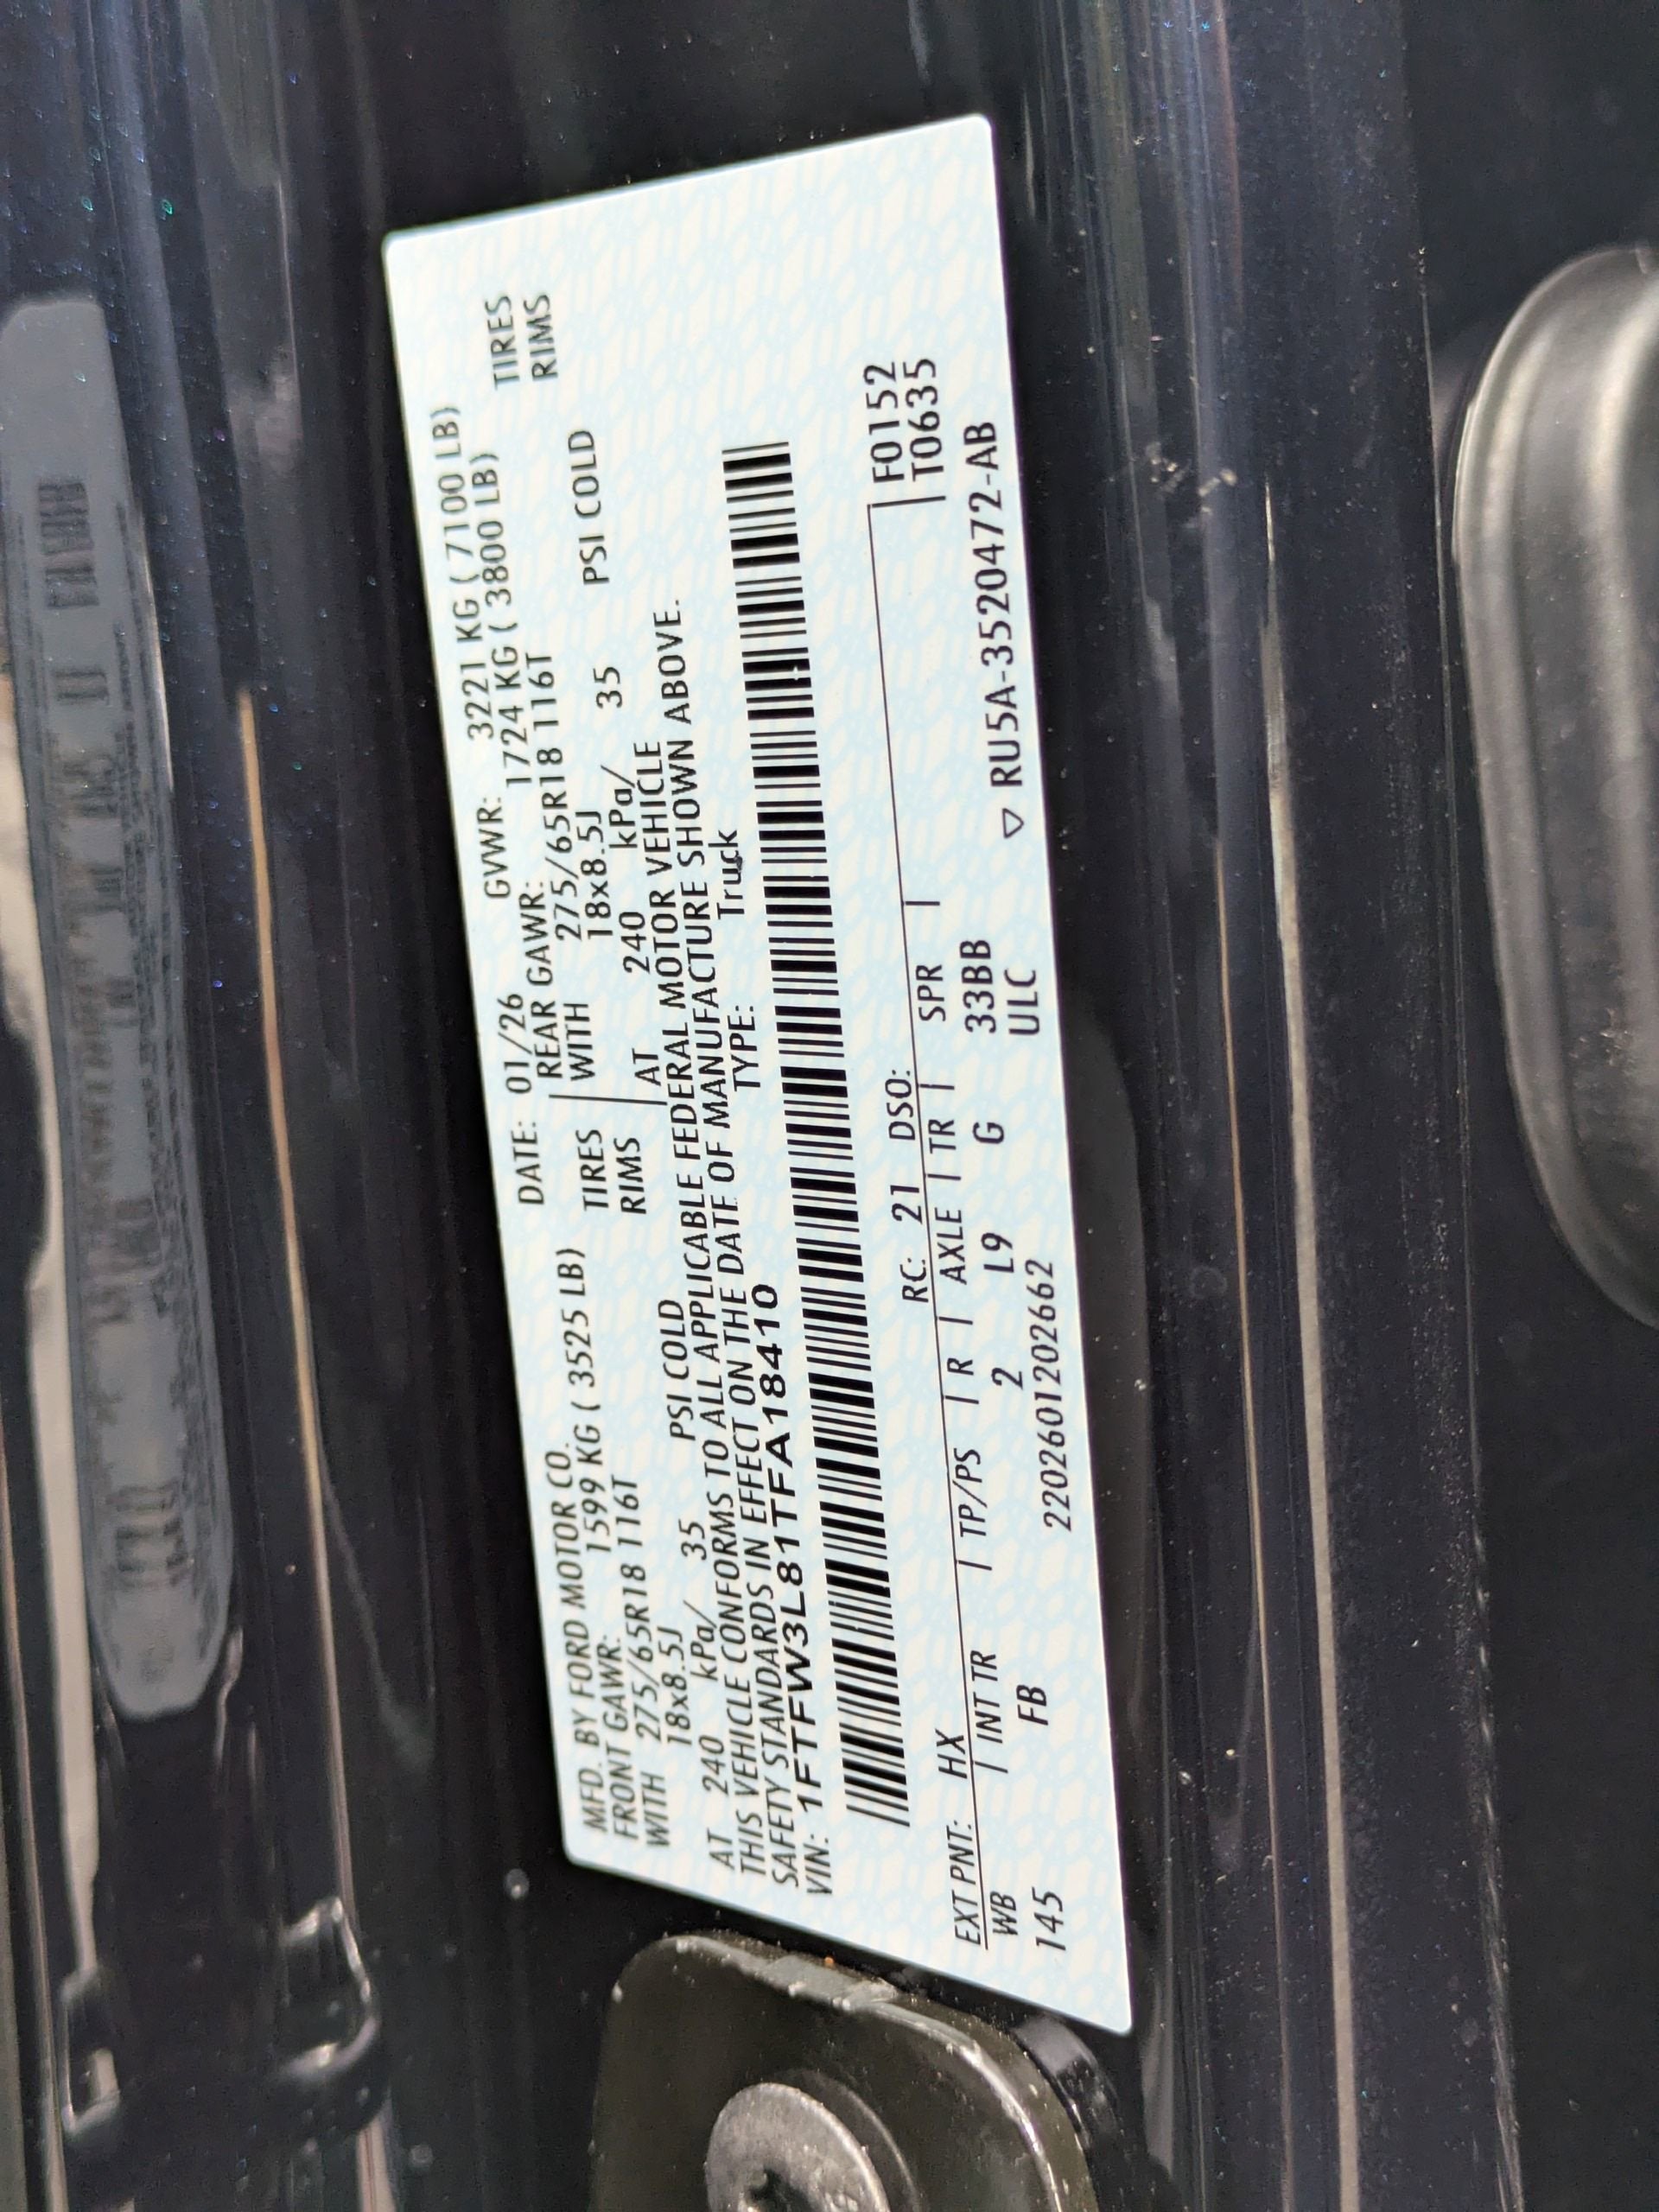 MFD. BY FORD MOTOR CO. DATE: 01/26 GVWR: 3221 KG ( 7100 LB)
FRONT GAWR: 1599 KG ( 3525 LB) REAR GAWR: 1724 KG ( 3800 LB)
WITH 275/65R18 116T TIRES WITH 275/65R18 116T TIRES
18x8.5J RIMS 18x8.5J RIMS
AT 240 kPa/ 35 PSI COLD AT 240 kPa/ 35 PSI COLD
THIS VEHICLE CONFORMS TO ALL APPLICABLE FEDERAL MOTOR VEHICLE
SAFETY STANDARDS IN EFFECT ON THE DATE OF MANUFACTURE SHOWN ABOVE.
VIN: 1FTFW3L81TFA18410 TYPE: Truck
EXT PNT: HX RC: 21 DSO: F0152
WB INT TR TP/PS R AXLE TR SPR T0635
145 FB 2 L9 G 33BB
2202601202662 ULC ▽ RU5A-3520472-AB